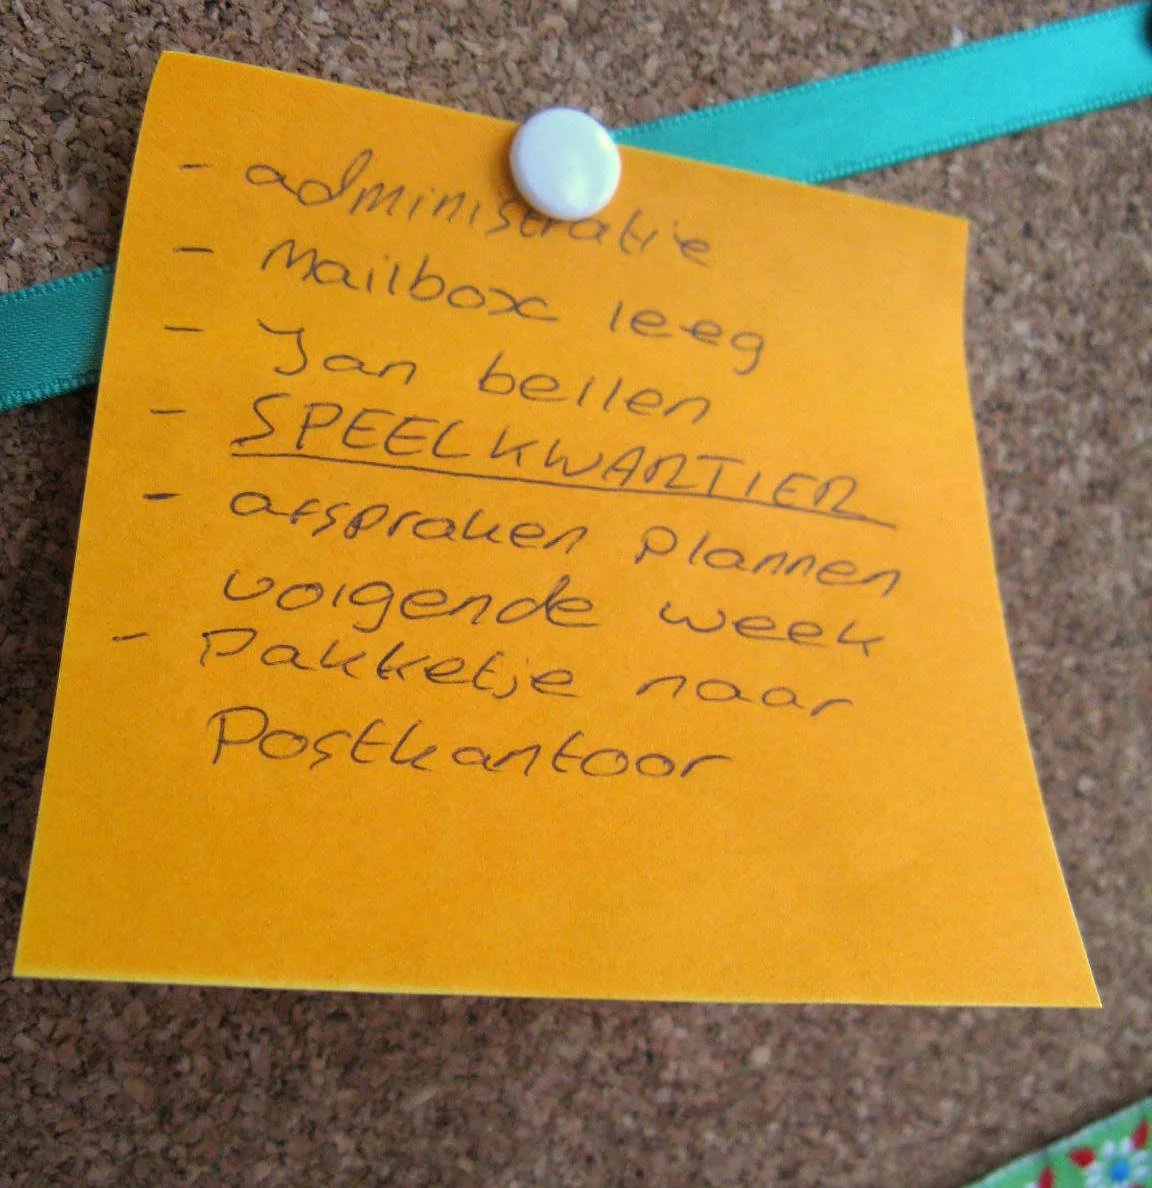 - administratie
- Mailbox leeg
- Jan bellen
- SPEELKWARTIER
- afspraken plannen
volgende week
- Pakketje naar
Postkantoor